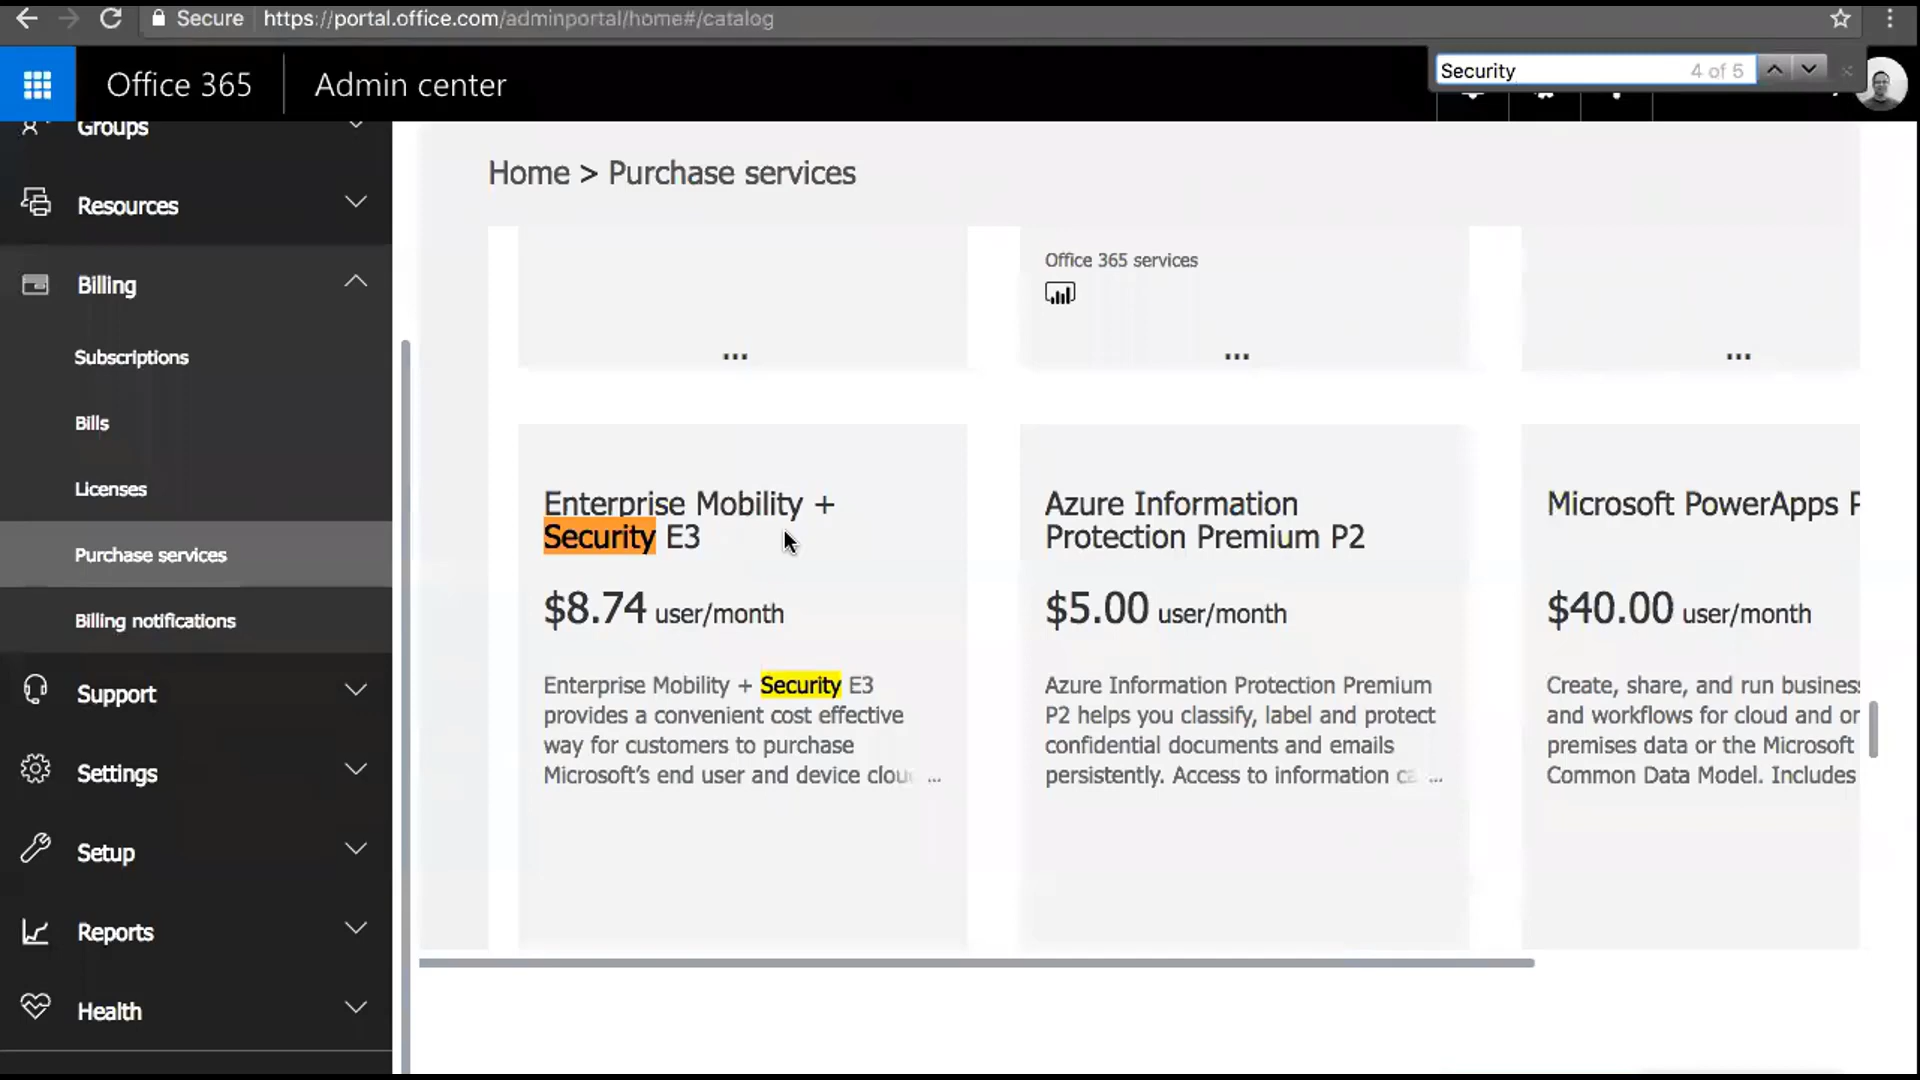 Secure https://portal.office.com/adminportal/home#/catalog
Security 4 of 5
Office 365 Admin center
Groups
Resources
Billing
Subscriptions
Bills
Licenses
Purchase services
Billing notifications
Support
Settings
Setup
Reports
Health
Home > Purchase services
Office 365 services
...
...
...
Enterprise Mobility +
Security E3
$8.74 user/month
Enterprise Mobility + Security E3
provides a convenient cost effective
way for customers to purchase
Microsoft's end user and device clou ...
Azure Information
Protection Premium P2
$5.00 user/month
Azure Information Protection Premium
P2 helps you classify, label and protect
confidential documents and emails
persistently. Access to information ca ...
Microsoft PowerApps P
$40.00 user/month
Create, share, and run business
and workflows for cloud and or
premises data or the Microsoft
Common Data Model. Includes